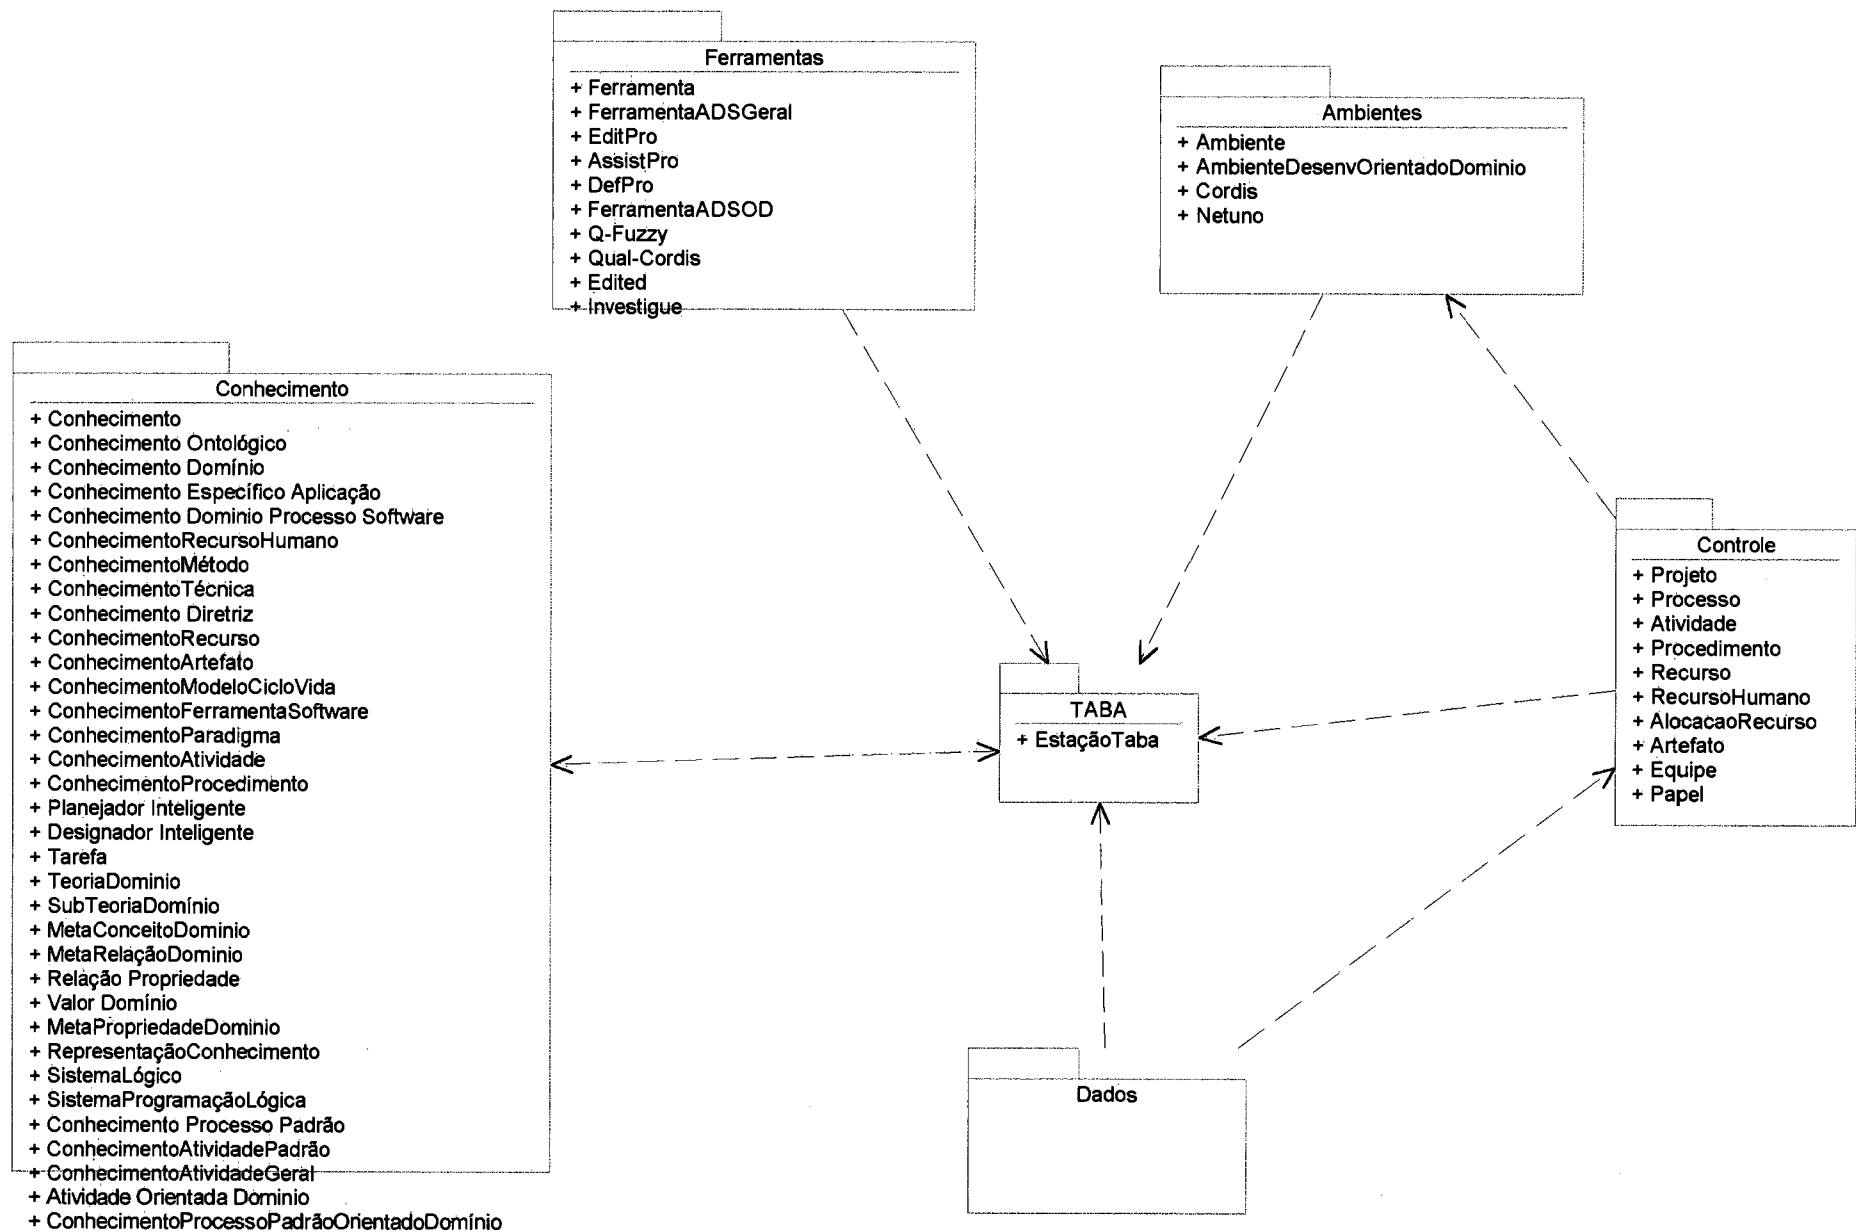 Ferramentas
+ Ferramenta
+ FerramentaADSGeral
+ EditPro
+ AssistPro
+ DefPro
+ FerramentaADSOD
+ Q-Fuzzy
+ Qual-Cordis
+ Edited
+ Investigue
Ambientes
+ Ambiente
+ AmbienteDesenvOrientadoDominio
+ Cordis
+ Netuno
Conhecimento
+ Conhecimento
+ Conhecimento Ontológico
+ Conhecimento Domínio
+ Conhecimento Específico Aplicação
+ Conhecimento Dominio Processo Software
+ ConhecimentoRecursoHumano
+ ConhecimentoMétodo
+ ConhecimentoTécnica
+ Conhecimento Diretriz
+ ConhecimentoRecurso
+ ConhecimentoArtefato
+ ConhecimentoModeloCicloVida
+ ConhecimentoFerramentaSoftware
+ ConhecimentoParadigma
+ ConhecimentoAtividade
+ ConhecimentoProcedimento
+ Planejador Inteligente
+ Designador Inteligente
+ Tarefa
+ TeoriaDominio
+ SubTeoriaDomínio
+ MetaConceitoDominio
+ MetaRelaçãoDominio
+ Relação Propriedade
+ Valor Domínio
+ MetaPropriedadeDominio
+ RepresentaçãoConhecimento
+ SistemaLógico
+ SistemaProgramaçãoLógica
+ Conhecimento Processo Padrão
+ ConhecimentoAtividadePadrão
+ ConhecimentoAtividadeGeral
+ Atividade Orientada Dominio
+ ConhecimentoProcessoPadrãoOrientadoDomínio
Controle
+ Projeto
+ Processo
+ Atividade
+ Procedimento
+ Recurso
+ RecursoHumano
+ AlocacaoRecurso
+ Artefato
+ Equipe
+ Papel
TABA
+ EstaçãoTaba
Dados